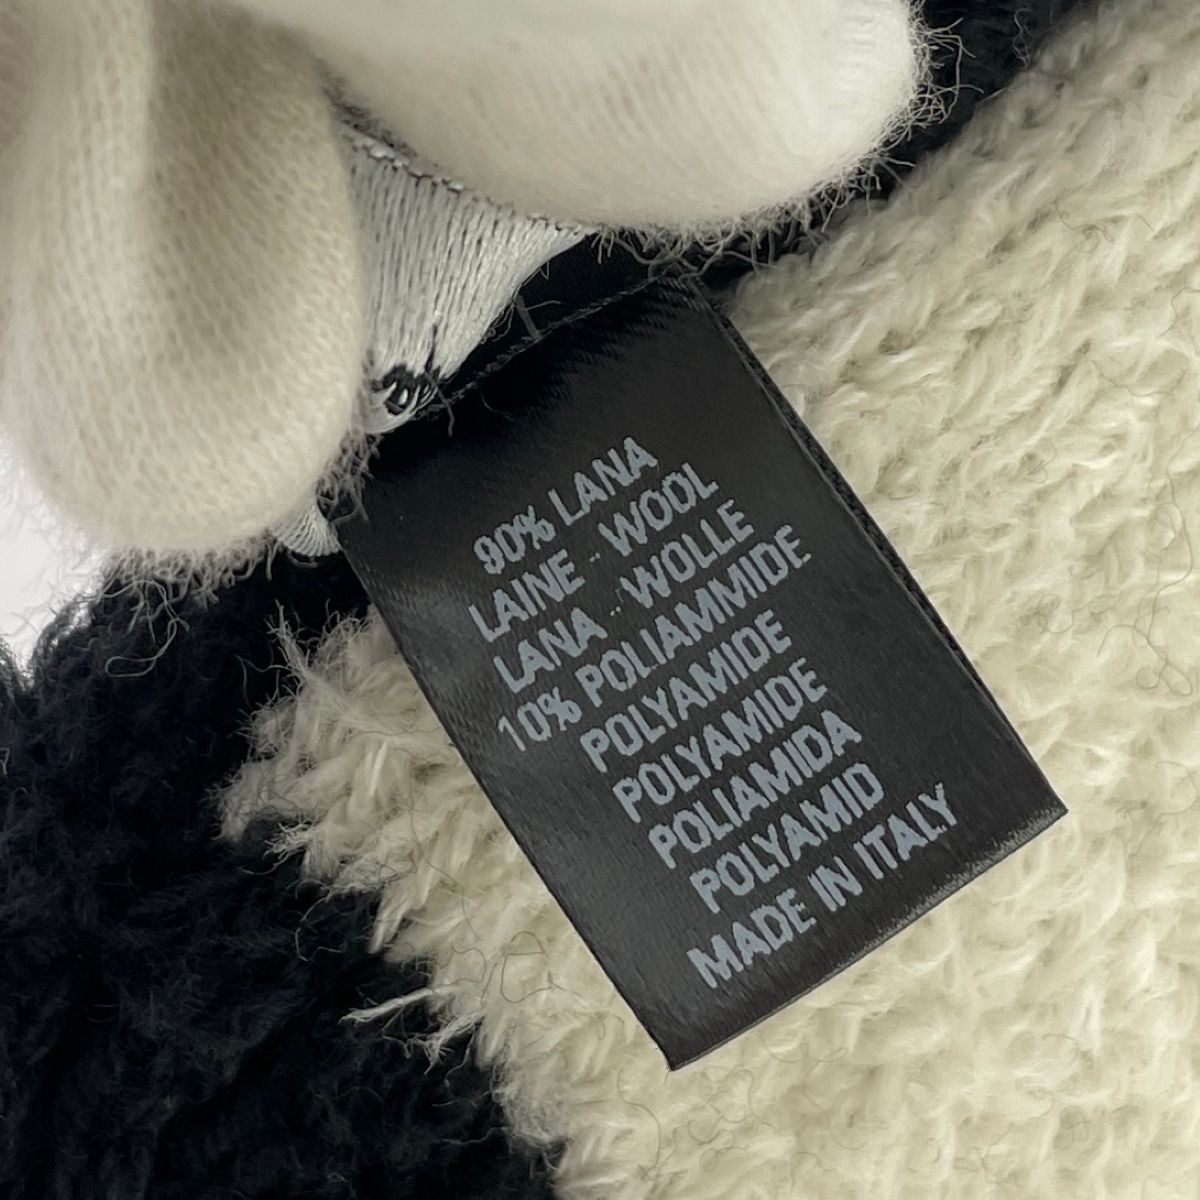 90% LANA
LAINE - WOOL
LANA - WOLLE
10% POLIAMMIDE
POLYAMIDE
POLYAMIDE
POLIAMIDA
POLYAMID
MADE IN ITALY